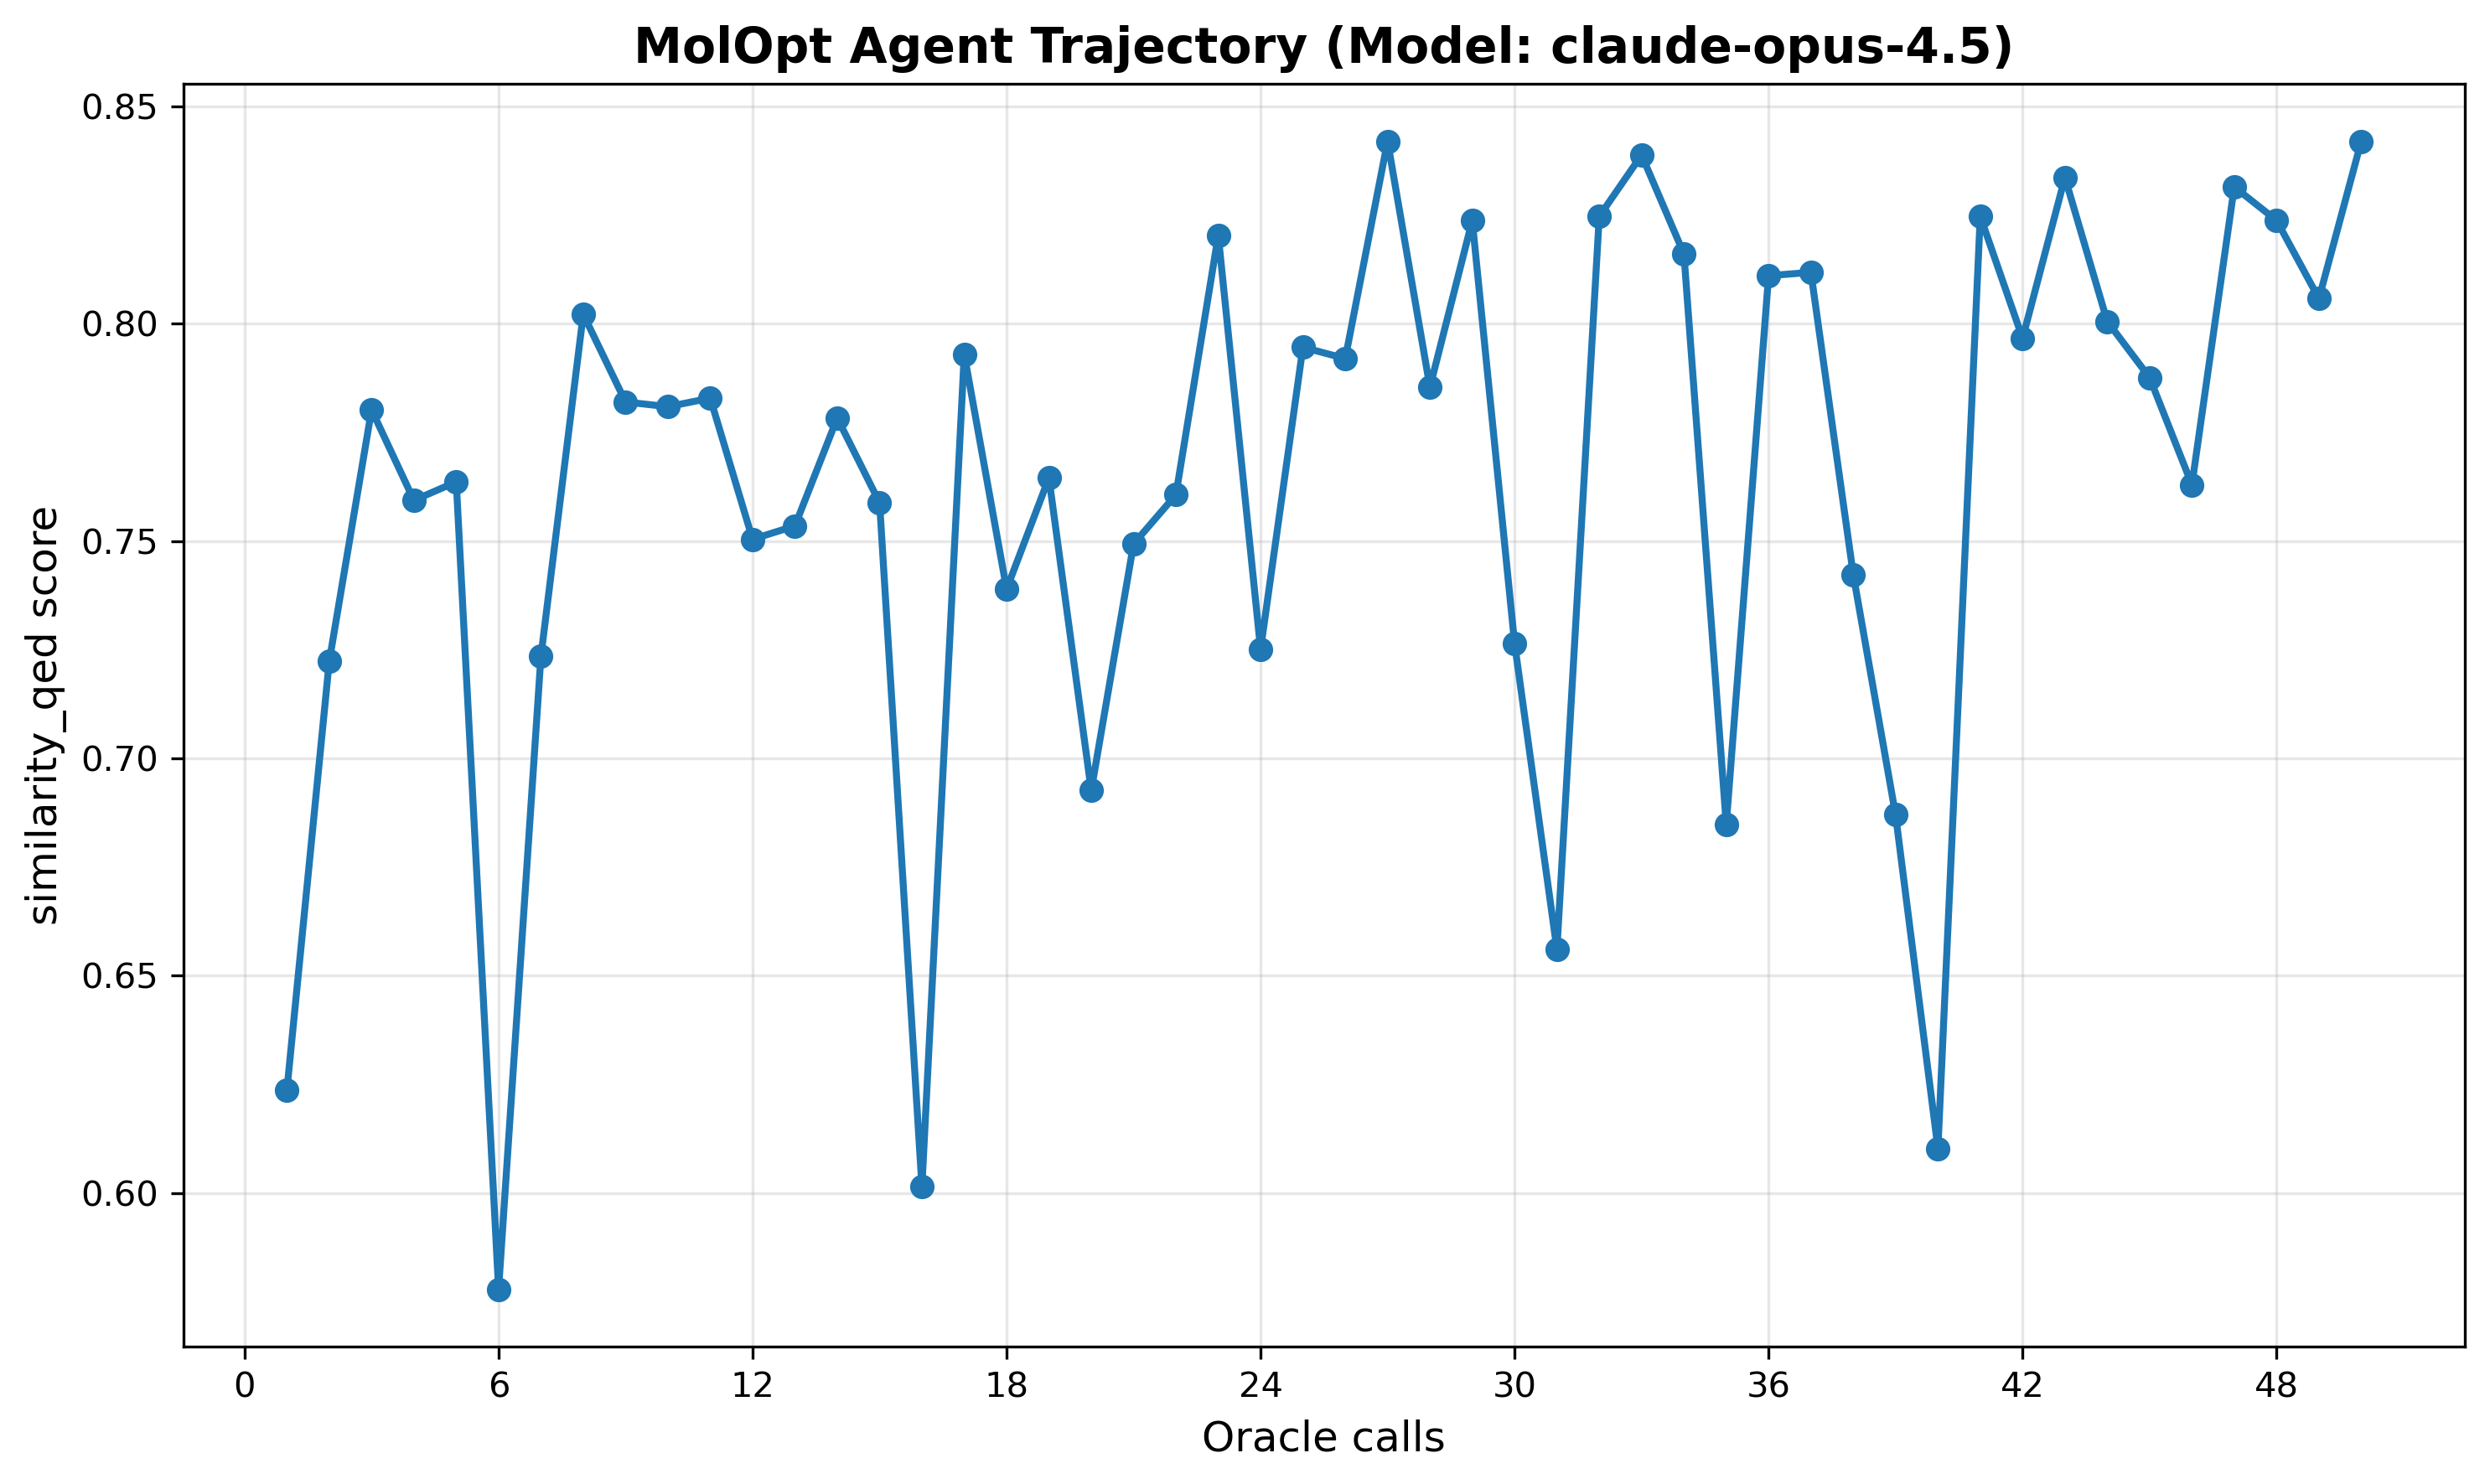 MolOpt Agent Trajectory (Model: claude-opus-4.5)
similarity_qed score
0.85
0.80
0.75
0.70
0.65
0.60
0 6 12 18 24 30 36 42 48
Oracle calls